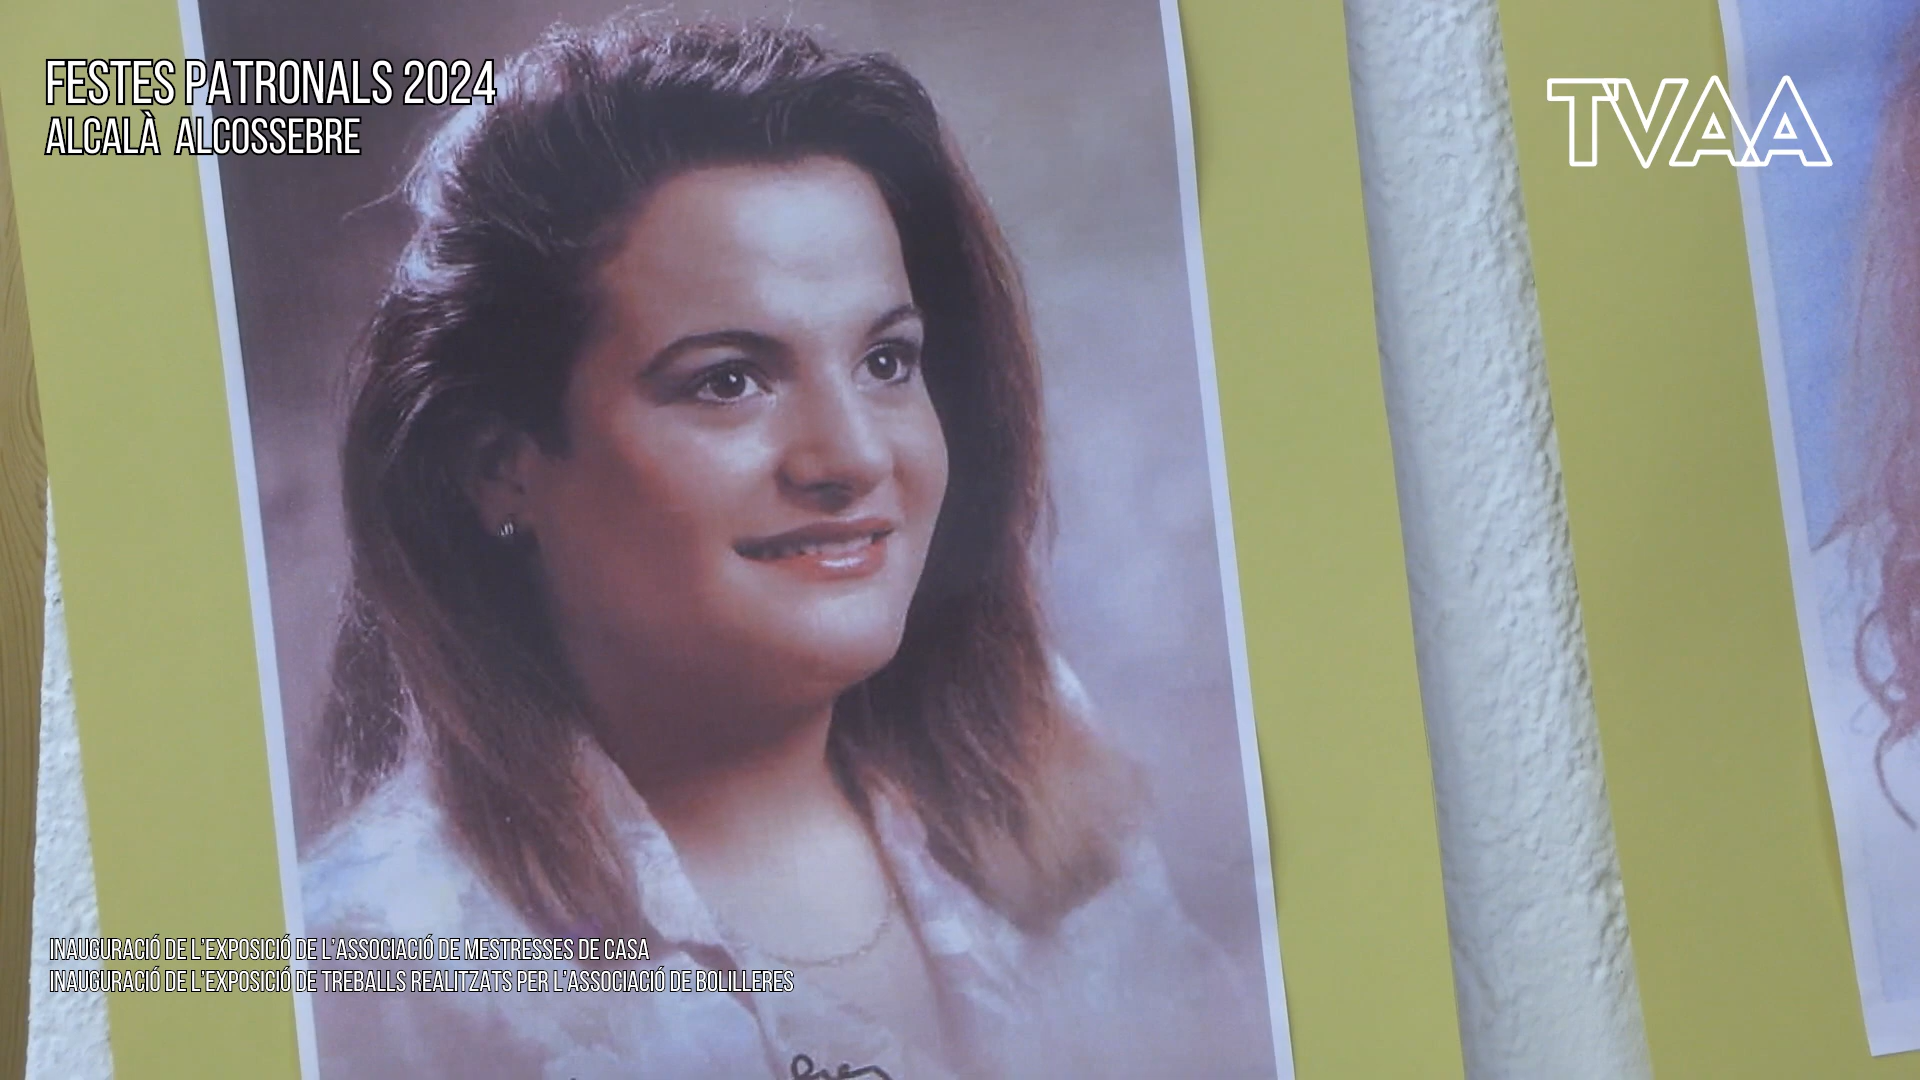 FESTES PATRONALS 2024
ALCALÀ ALCOSSEBRE
TVAA
INAUGURACIÓ DE L'EXPOSICIÓ DE L'ASSOCIACIÓ DE MESTRESSES DE CASA
INAUGURACIÓ DE L'EXPOSICIÓ DE TREBALLS REALITZATS PER L'ASSOCIACIÓ DE BOLILLERES